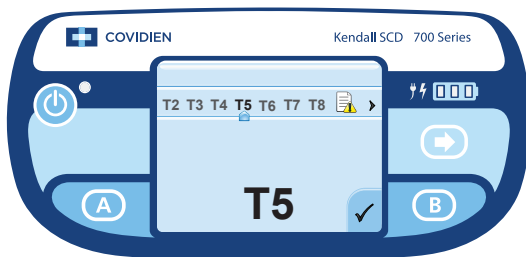 COVIDIEN
Kendall SCD 700 Series
T2 T3 T4 T5 T6 T7 T8
T5
A
B